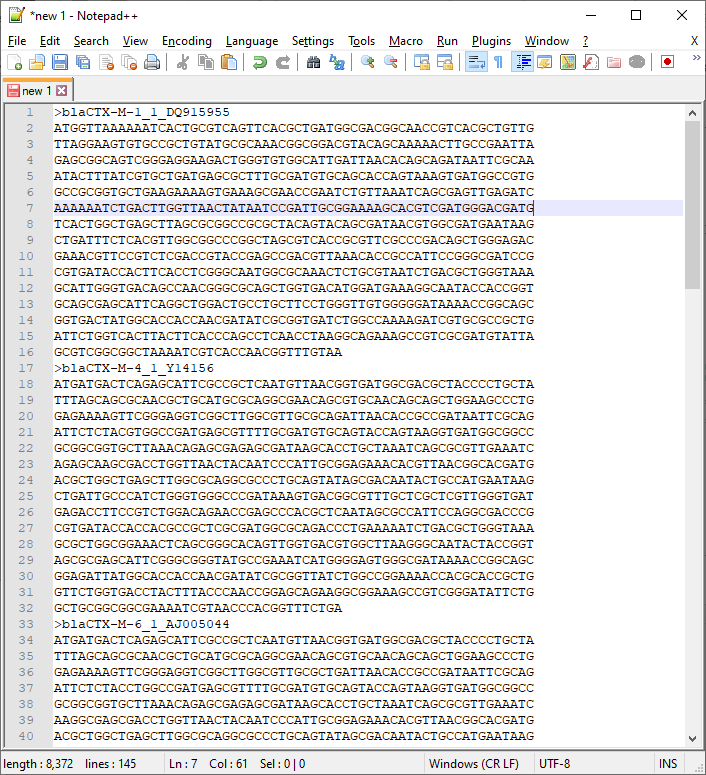 *new 1 - Notepad++
File Edit Search View Encoding Language Settings Tools Macro Run Plugins Window ? X
new 1
1 >blaCTX-M-1_1_DQ915955
2 ATGGTTAAAAAATCACTGCGTCAGTTCACGCTGATGGCGACGGCAACCGTCACGCTGTTG
3 TTAGGAAGTGTGCCGCTGTATGCGCAAACGGCGGACGTACAGCAAAAACTTGCCGAATTA
4 GAGCGGCAGTCGGGAGGAAGACTGGGTGTGGCATTGATTAACACAGCAGATAATTCGCAA
5 ATACTTTATCGTGCTGATGAGCGCTTTGCGATGTGCAGCACCAGTAAAGTGATGGCCGTG
6 GCCGCGGTGCTGAAGAAAAGTGAAAGCGAACCGAATCTGTTAAATCAGCGAGTTGAGATC
7 AAAAAATCTGACTTGGTTAACTATAATCCGATTGCGGAAAAGCACGTCGATGGGACGATG
8 TCACTGGCTGAGCTTAGCGCGGCCGCGCTACAGTACAGCGATAACGTGGCGATGAATAAG
9 CTGATTTCTCACGTTGGCGGCCCGGCTAGCGTCACCGCGTTCGCCCGACAGCTGGGAGAC
10 GAAACGTTCCGTCTCGACCGTACCGAGCCGACGTTAAACACCGCCATTCCGGGCGATCCG
11 CGTGATACCACTTCACCTCGGGCAATGGCGCAAACTCTGCGTAATCTGACGCTGGGTAAA
12 GCATTGGGTGACAGCCAACGGGCGCAGCTGGTGACATGGATGAAAGGCAATACCACCGGT
13 GCAGCGAGCATTCAGGCTGGACTGCCTGCTTCCTGGGTTGTGGGGGATAAAACCGGCAGC
14 GGTGACTATGGCACCACCAACGATATCGCGGTGATCTGGCCAAAAGATCGTGCGCCGCTG
15 ATTCTGGTCACTTACTTCACCCAGCCTCAACCTAAGGCAGAAAGCCGTCGCGATGTATTA
16 GCGTCGGCGGCTAAAATCGTCACCAACGGTTTGTAA
17 >blaCTX-M-4_1_Y14156
18 ATGATGACTCAGAGCATTCGCCGCTCAATGTTAACGGTGATGGCGACGCTACCCCTGCTA
19 TTTAGCAGCGCAACGCTGCATGCGCAGGCGAACAGCGTGCAACAGCAGCTGGAAGCCCTG
20 GAGAAAAGTTCGGGAGGTCGGCTTGGCGTTGCGCAGATTAACACCGCCGATAATTCGCAG
21 ATTCTCTACGTGGCCGATGAGCGTTTTGCGATGTGCAGTACCAGTAAGGTGATGGCGGCC
22 GCGGCGGTGCTTAAACAGAGCGAGAGCGATAAGCACCTGCTAAATCAGCGCGTTGAAATC
23 AGAGCAAGCGACCTGGTTAACTACAATCCCATTGCGGAGAAACACGTTAACGGCACGATG
24 ACGCTGGCTGAGCTTGGCGCAGGCGCCCTGCAGTATAGCGACAATACTGCCATGAATAAG
25 CTGATTGCCCATCTGGGTGGGCCCGATAAAGTGACGGCGTTTGCTCGCTCGTTGGGTGAT
26 GAGACCTTCCGTCTGGACAGAACCGAGCCCACGCTCAATAGCGCCATTCCAGGCGACCCG
27 CGTGATACCACCACGCCGCTCGCGATGGCGCAGACCCTGAAAAATCTGACGCTGGGTAAA
28 GCGCTGGCGGAAACTCAGCGGGCACAGTTGGTGACGTGGCTTAAGGGCAATACTACCGGT
29 AGCGCGAGCATTCGGGCGGGTATGCCGAAATCATGGGGAGTGGGCGATAAAACCGGCAGC
30 GGAGATTATGGCACCACCAACGATATCGCGGTTATCTGGCCGGAAAACCACGCACCGCTG
31 GTTCTGGTGACCTACTTTACCCAACCGGAGCAGAAGGCGGAAAGCCGTCGGGATATTCTG
32 GCTGCGGCGGCGAAAATCGTAACCCACGGTTTCTGA
33 >blaCTX-M-6_1_AJ005044
34 ATGATGACTCAGAGCATTCGCCGCTCAATGTTAACGGTGATGGCGACGCTACCCCTGCTA
35 TTTAGCAGCGCAACGCTGCATGCGCAGGCGAACAGCGTGCAACAGCAGCTGGAAGCCCTG
36 GAGAAAAGTTCGGGAGGTCGGCTTGGCGTTGCGCTGATTAACACCGCCGATAATTCGCAG
37 ATTCTCTACCTGGCCGATGAGCGTTTTGCGATGTGCAGTACCAGTAAGGTGATGGCGGCC
38 GCGGCGGTGCTTAAACAGAGCGAGAGCGATAAGCACCTGCTAAATCAGCGCGTTGAAATC
39 AAGGCGAGCGACCTGGTTAACTACAATCCCATTGCGGAGAAACACGTTAACGGCACGATG
40 ACGCTGGCTGAGCTTGGCGCAGCGCCCTGCAGTATAGCGACAATACTGCCATGAATAAG
length : 8,372 lines : 145 Ln : 7 Col : 61 Sel : 0 | 0 Windows (CR LF) UTF-8 INS